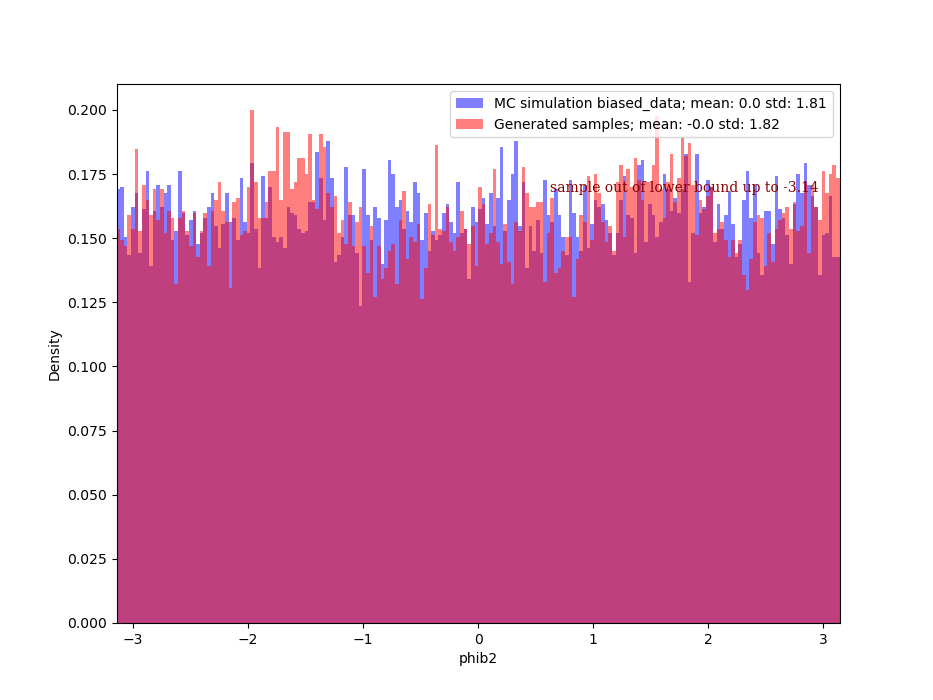 MC simulation biased_data; mean: 0.0 std: 1.81
Generated samples; mean: -0.0 std: 1.82
sample out of lower bound up to -3.14
0.200
0.175
0.150
0.125
0.100
0.075
0.050
0.025
0.000
Density
−3 −2 −1 0 1 2 3
phib2